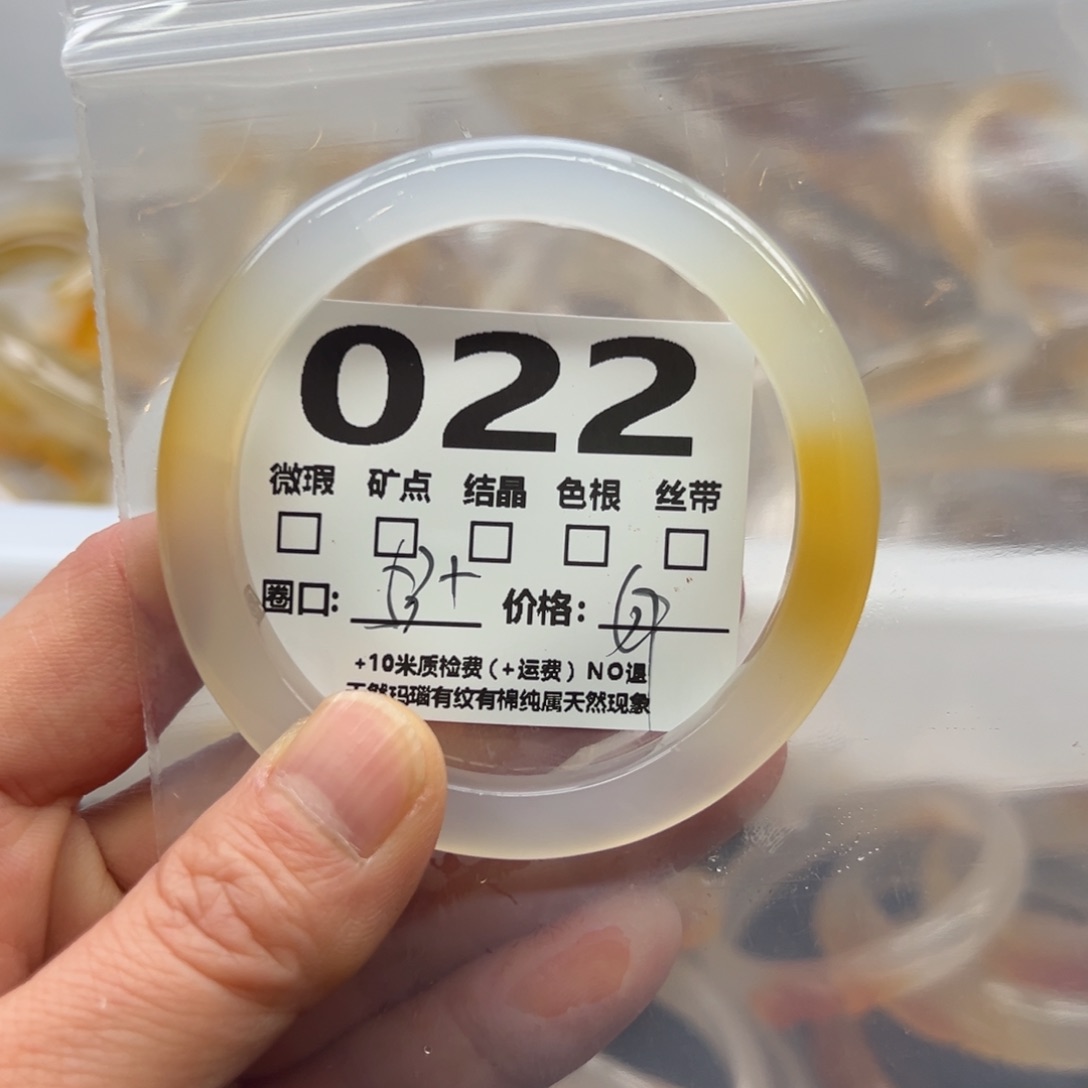 022
微瑕 矿点 结晶 色根 丝带
圈口: 价格:
+10米质检费(+运费)NO退
天然玛瑙有纹有棉纯属天然现象